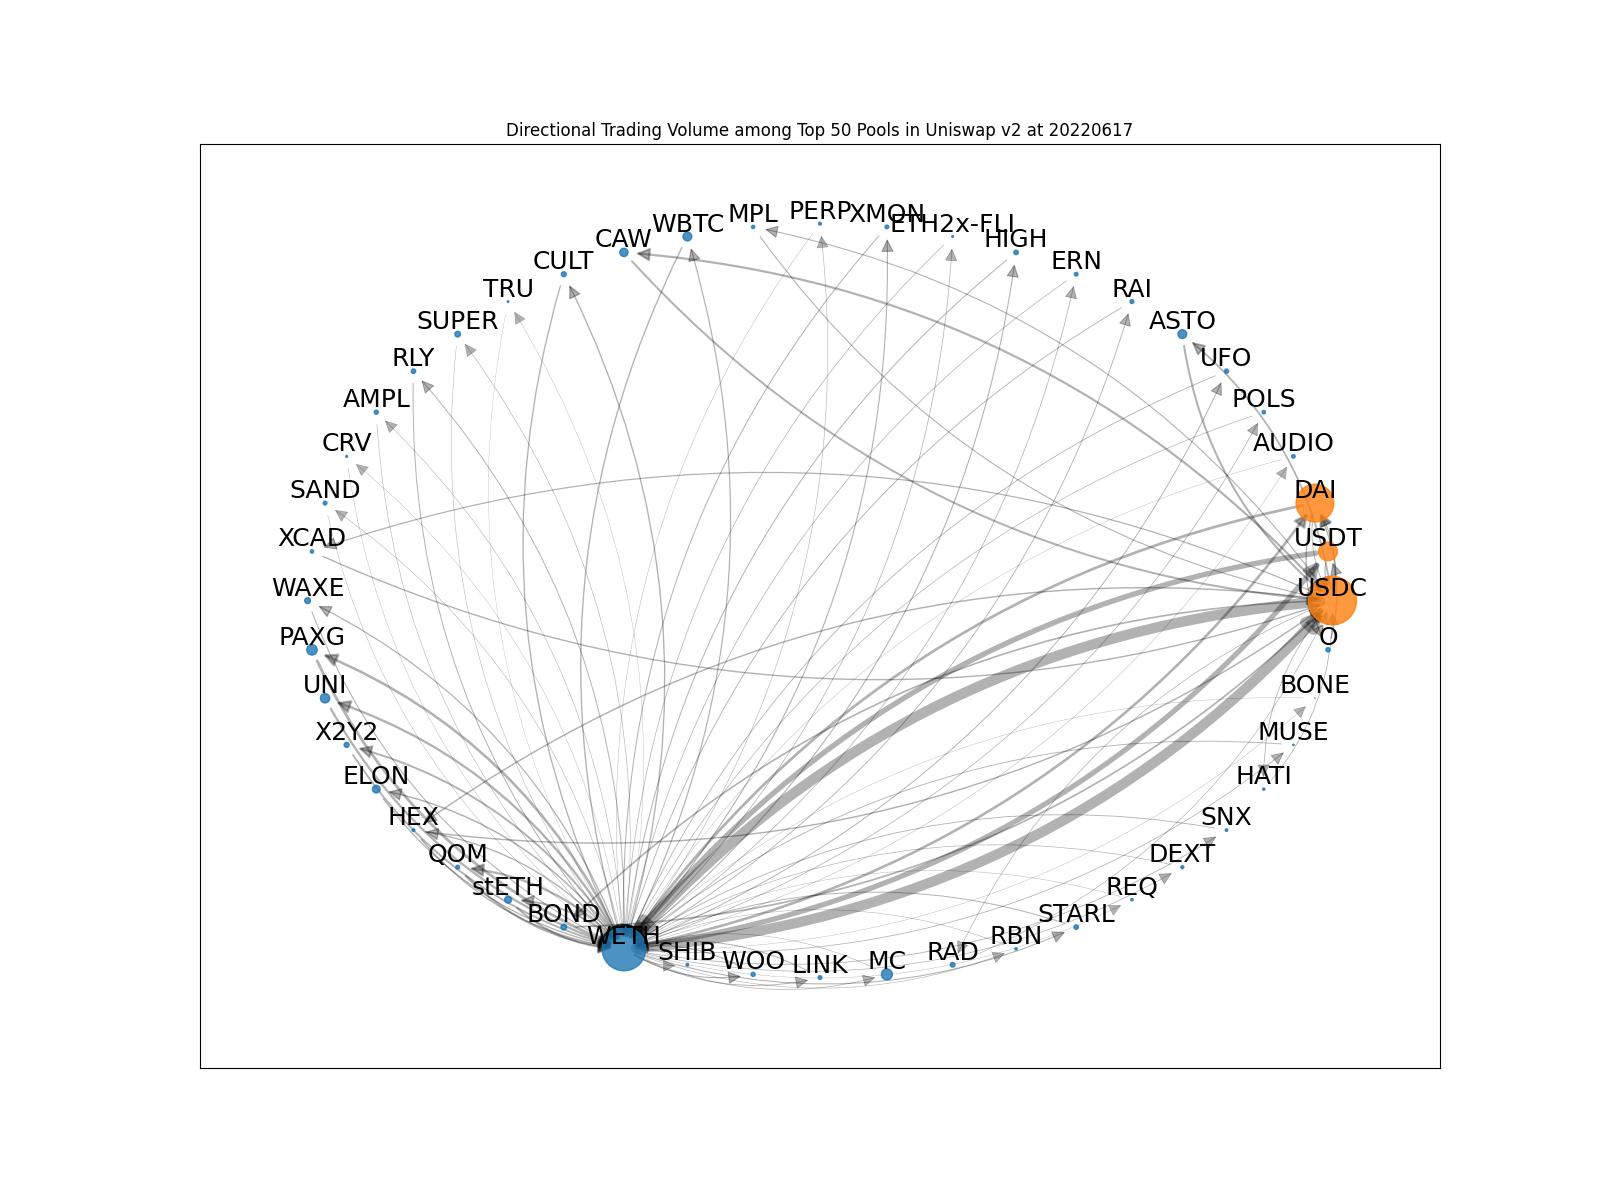 Directional Trading Volume among Top 50 Pools in Uniswap v2 at 20220617
MPL
PERP
XMON
WBTC
ETH2x-FLI
CAW
HIGH
CULT
ERN
TRU
RAI
SUPER
ASTO
RLY
UFO
AMPL
POLS
CRV
AUDIO
SAND
DAI
XCAD
USDT
WAXE
USDC
PAXG
O
UNI
BONE
X2Y2
MUSE
ELON
HATI
HEX
SNX
QOM
DEXT
stETH
REQ
BOND
STARL
WETH
RBN
SHIB
RAD
WOO
LINK
MC